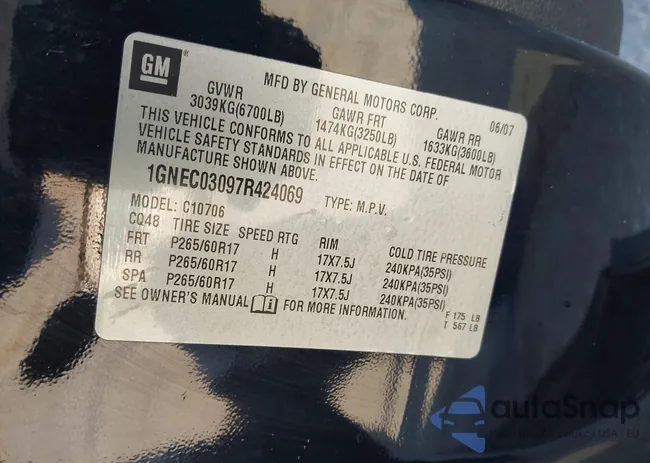 GM
MFD BY GENERAL MOTORS CORP. 06/07
GVWR GAWR FRT GAWR RR
3039KG(6700LB) 1474KG(3250LB) 1633KG(3600LB)
THIS VEHICLE CONFORMS TO ALL APPLICABLE U.S. FEDERAL MOTOR
VEHICLE SAFETY STANDARDS IN EFFECT ON THE DATE OF
MANUFACTURE SHOWN ABOVE.
1GNEC03097R424069 TYPE: M.P.V.
MODEL: C10706
CQ48 TIRE SIZE SPEED RTG RIM COLD TIRE PRESSURE
FRT P265/60R17 H 17X7.5J 240KPA(35PSI)
RR P265/60R17 H 17X7.5J 240KPA(35PSI)
SPA P265/60R17 H 17X7.5J 240KPA(35PSI)
SEE OWNER'S MANUAL FOR MORE INFORMATION.
F 175 LB
T 567 LB
autoSnap